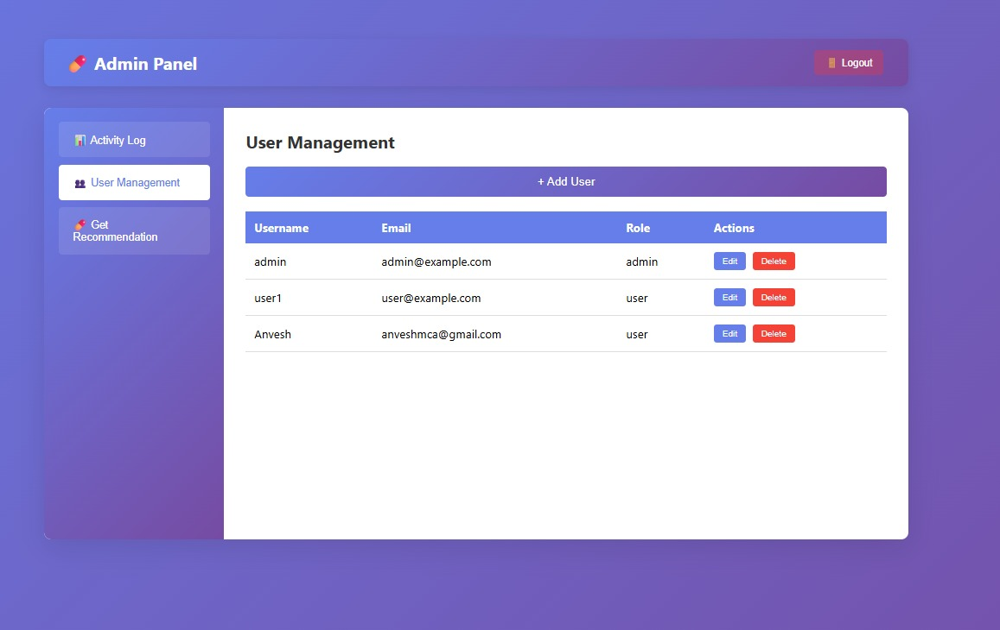 Admin Panel
Logout
Activity Log
User Management
Get
Recommendation
User Management
+ Add User
Username Email Role Actions
admin admin@example.com admin Edit Delete
user1 user@example.com user Edit Delete
Anvesh anveshmca@gmail.com user Edit Delete